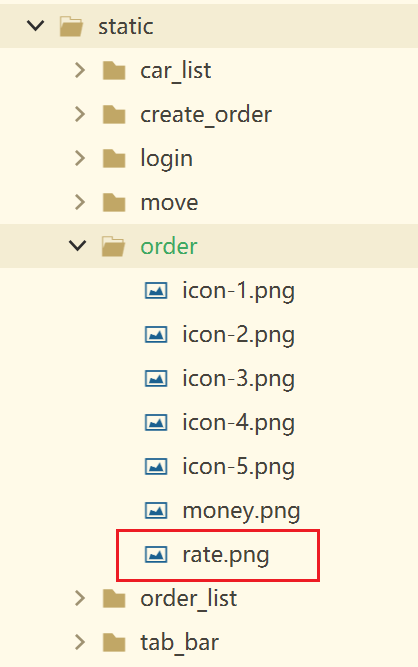 static
car_list
create_order
login
move
order
icon-1.png
icon-2.png
icon-3.png
icon-4.png
icon-5.png
money.png
rate.png
order_list
tab_bar